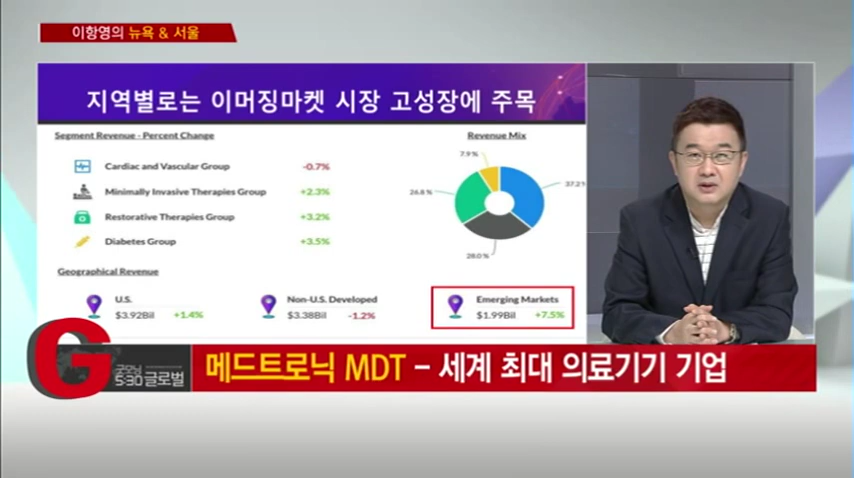 이항영의 뉴욕 & 서울
지역별로는 이머징마켓 시장 고성장에 주목
Segment Revenue - Percent Change
Revenue Mix
Cardiac and Vascular Group -0.7%
Minimally Invasive Therapies Group +2.3%
Restorative Therapies Group +3.2%
Diabetes Group +3.5%
7.9%
37.2%
26.8%
28.0%
Geographical Revenue
U.S.
$3.92Bil +1.4%
Non-U.S. Developed
$3.38Bil -1.2%
Emerging Markets
$1.99Bil +7.5%
G
굿모닝
5:30 글로벌
메드트로닉 MDT - 세계 최대 의료기기 기업